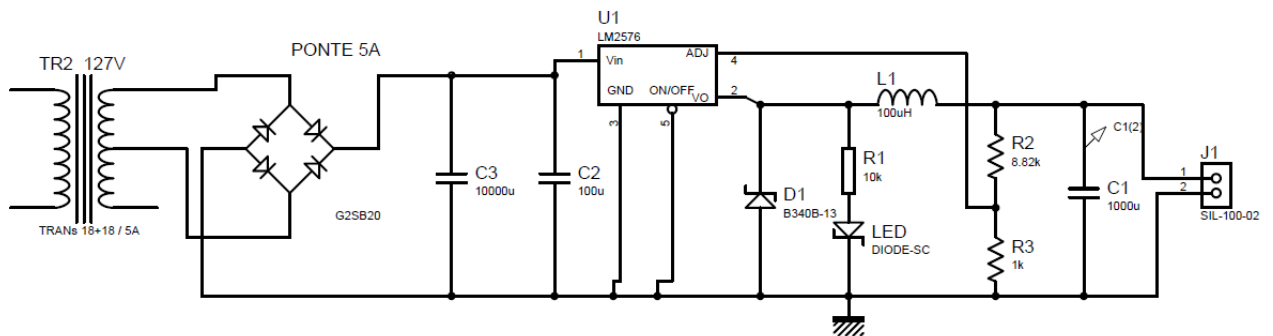 TR2 127V
TRANs 18+18 / 5A
PONTE 5A
G2SB20
C3
10000u
C2
100u
U1
LM2576
1
Vin
ADJ
4
GND
ON/OFF
VO
2
3
5
D1
B340B-13
R1
10k
LED
DIODE-SC
L1
100uH
R2
8.82k
R3
1k
C1(2)
C1
1000u
J1
1
2
SIL-100-02